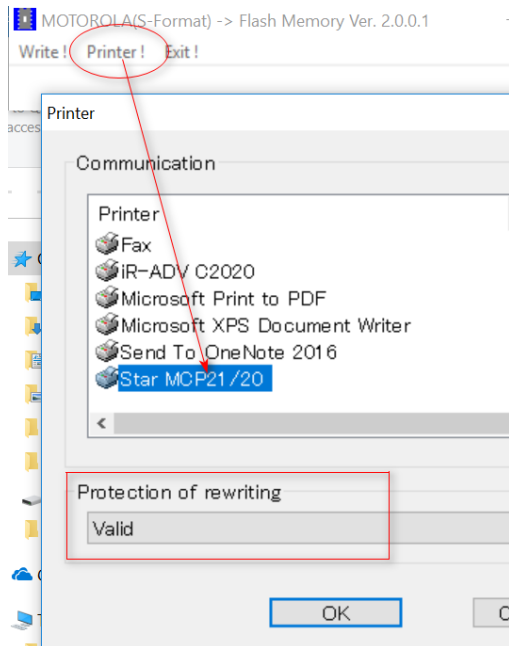 MOTOROLA(S-Format) -> Flash Memory Ver. 2.0.0.1
Write ! Printer ! Exit !
acces
Printer
Communication
Printer
Fax
iR-ADV C2020
Microsoft Print to PDF
Microsoft XPS Document Writer
Send To OneNote 2016
Star MCP21/20
Protection of rewriting
Valid
OK